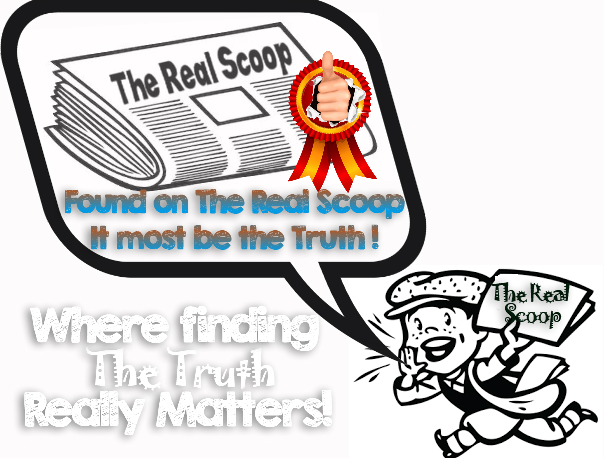 The Real Scoop
Found on The Real Scoop
It most be the Truth !
The Real
Scoop
Where finding
The Truth
Really Matters!